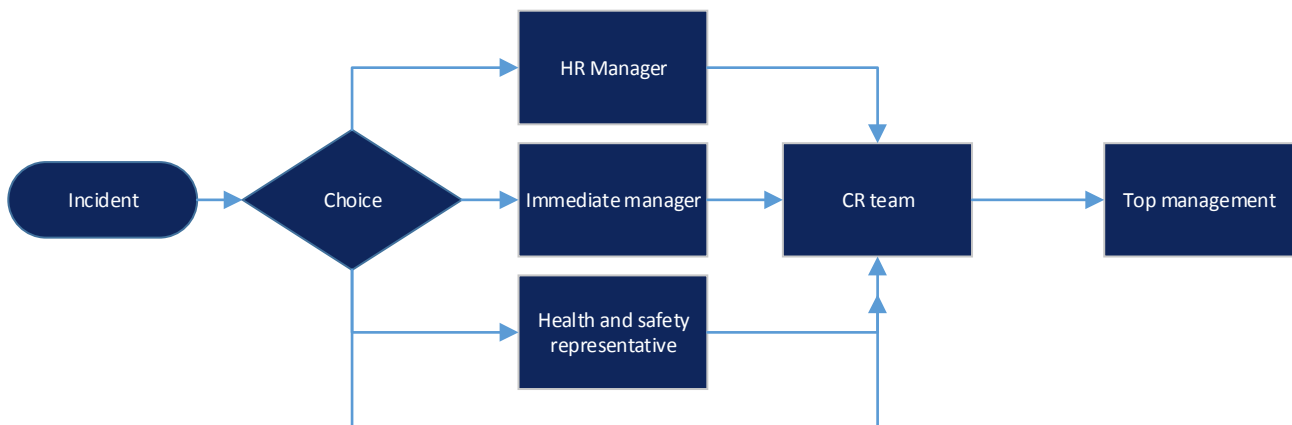 HR Manager
Incident
Choice
Immediate manager
CR team
Top management
Health and safety
representative